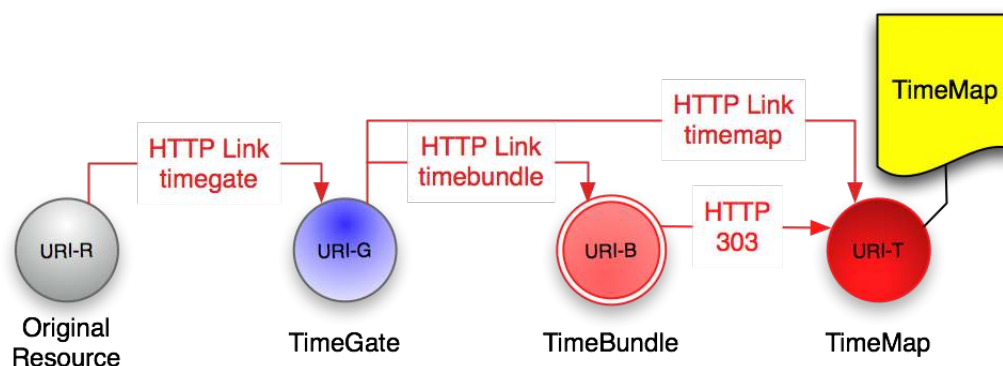 TimeMap
HTTP Link
timemap
HTTP Link
timegate
HTTP Link
timebundle
HTTP
303
URI-R
URI-G
URI-B
URI-T
Original
Resource
TimeGate
TimeBundle
TimeMap